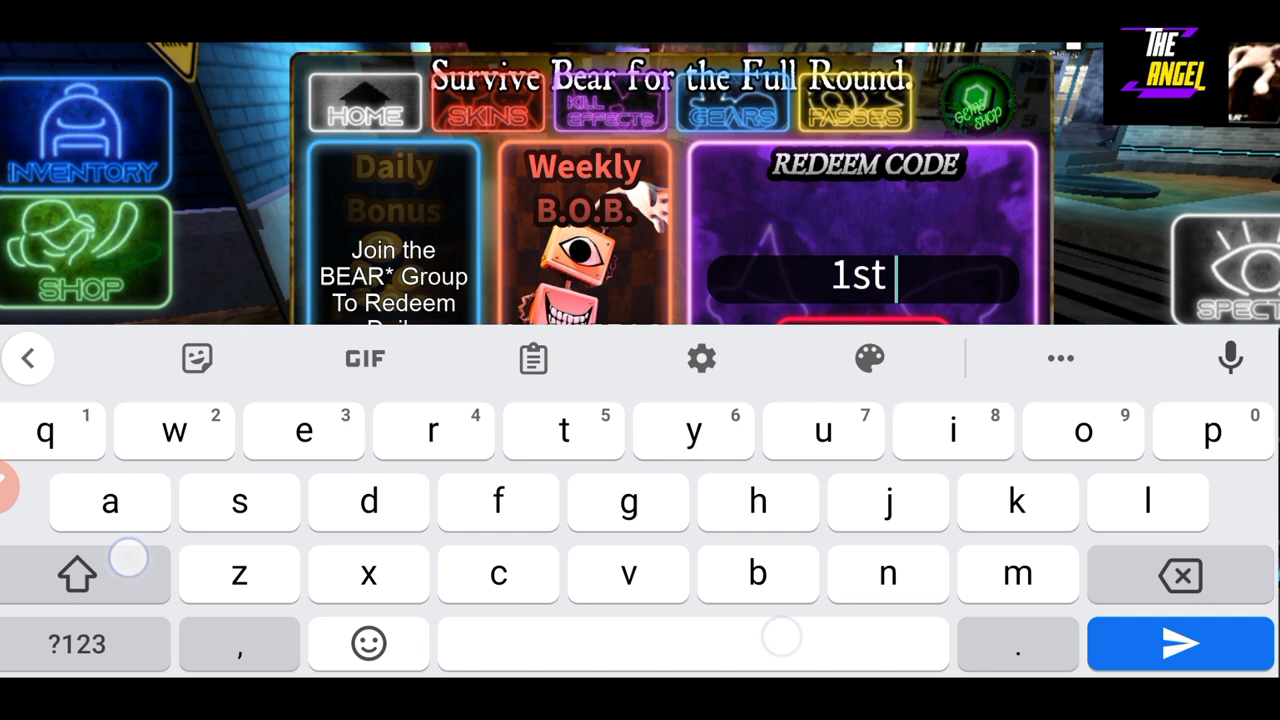 THE
ANGEL
Survive Bear for the Full Round.
HOME
SKINS
KILL
EFFECTS
GEARS
PASSES
GEMS
SHOP
INVENTORY
SHOP
Daily
Bonus
Join the
BEAR* Group
To Redeem
Weekly
B.O.B.
REDEEM CODE
1st
SPECT
GIF
q 1 w 2 e 3 r 4 t 5 y 6 u 7 i 8 o 9 p 0
a s d f g h j k l
z x c v b n m
?123 , .